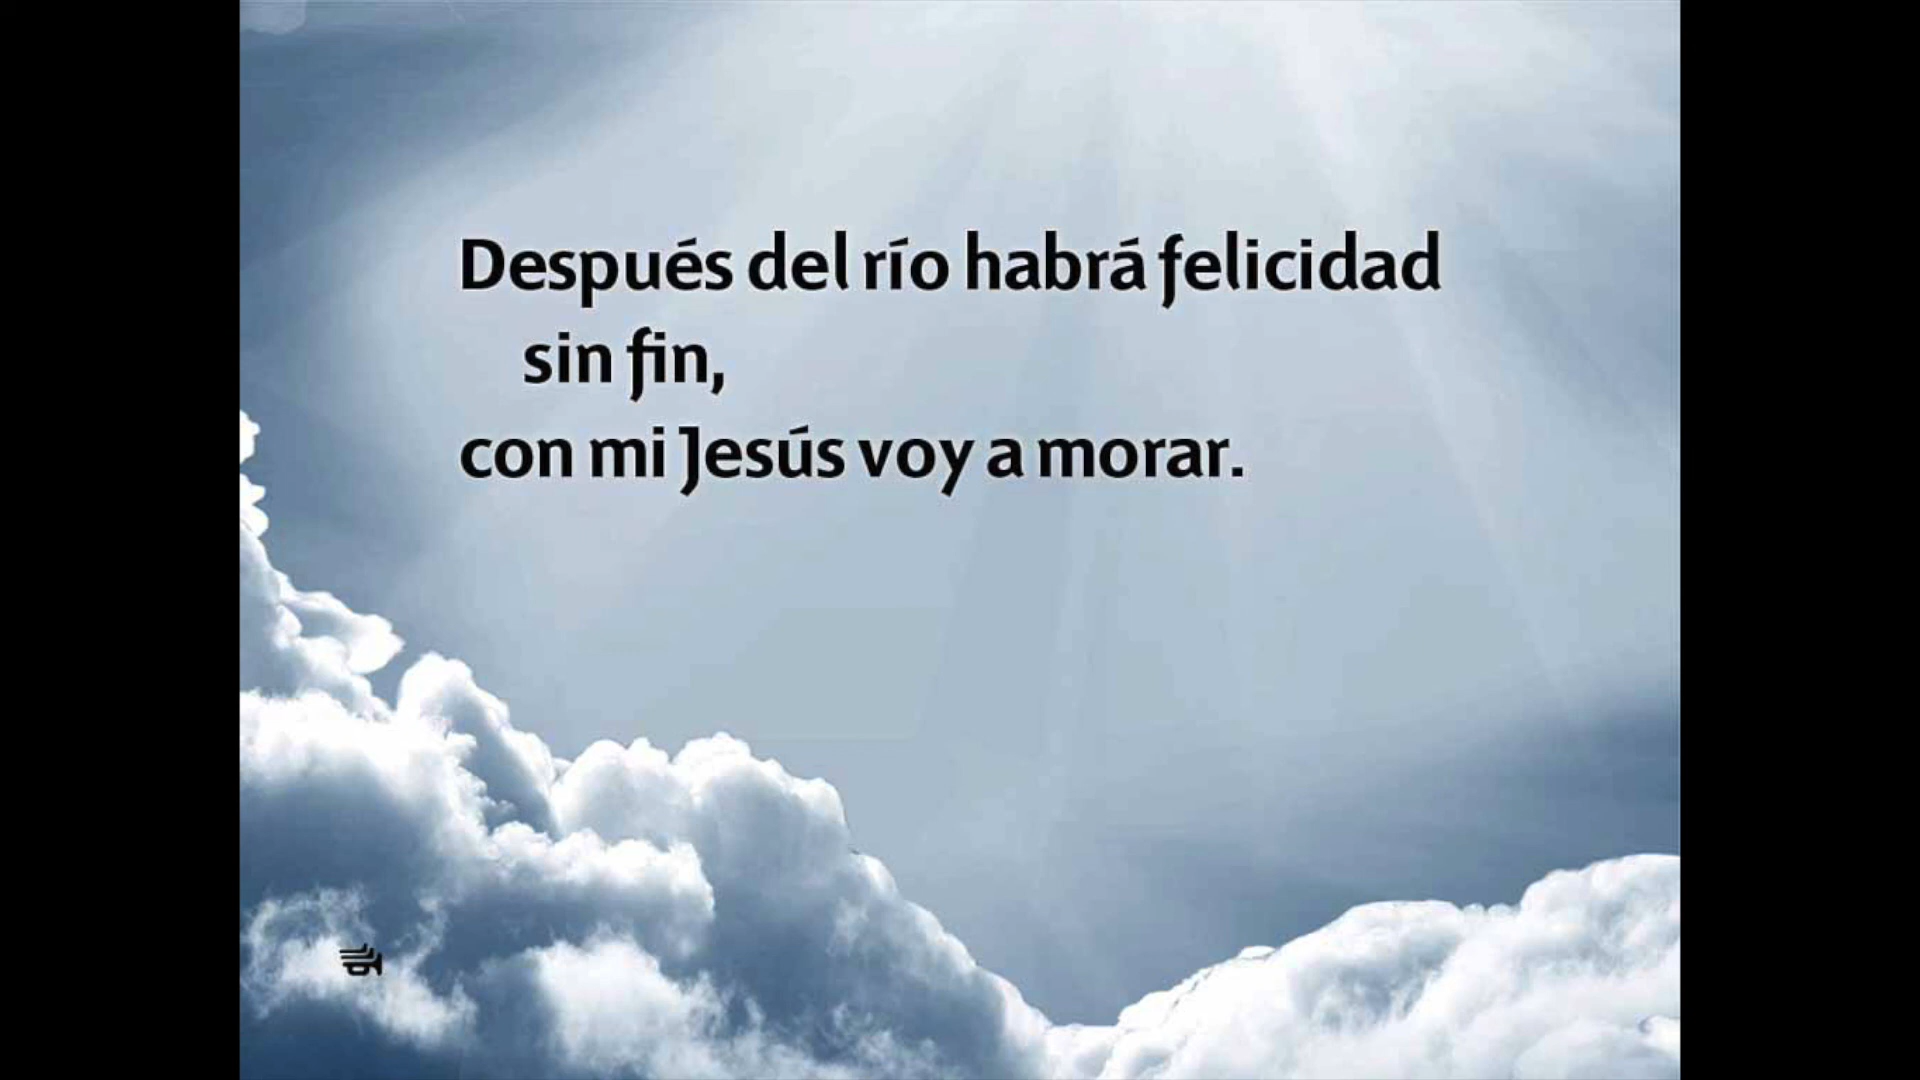 Después del río habrá felicidad
sin fin,
con mi Jesús voy a morar.